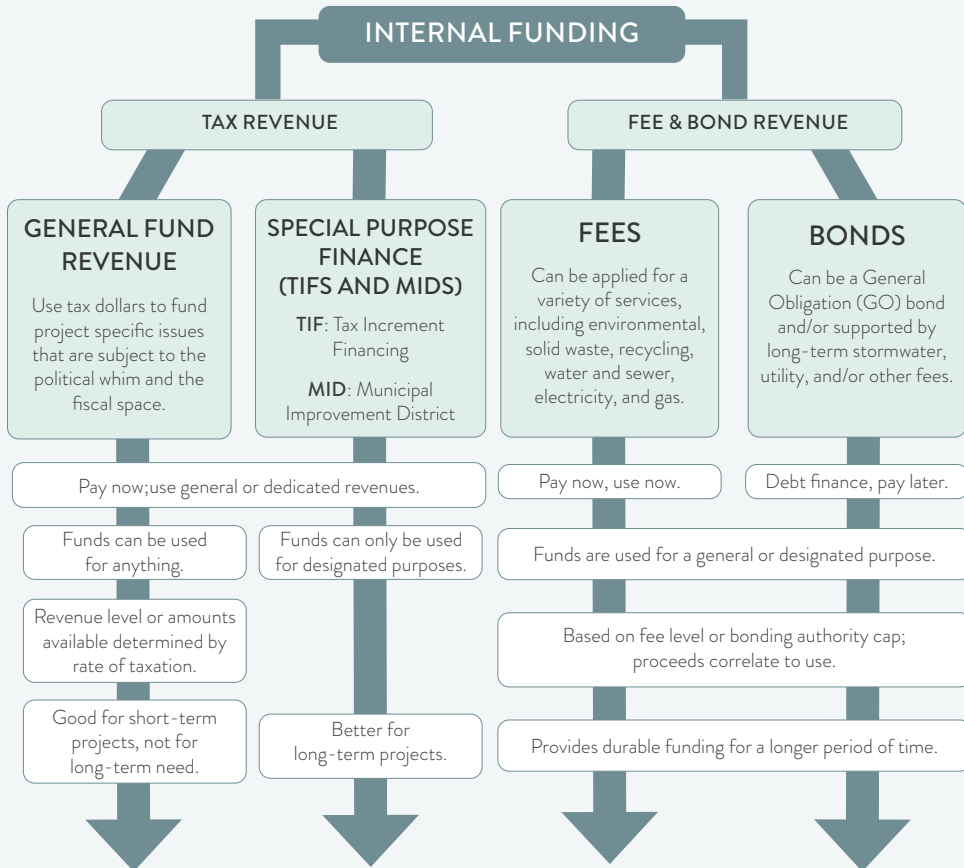 INTERNAL FUNDING
TAX REVENUE
FEE & BOND REVENUE
GENERAL FUND
REVENUE
Use tax dollars to fund
project specific issues
that are subject to the
political whim and the
fiscal space.
SPECIAL PURPOSE
FINANCE
(TIFS AND MIDS)
TIF: Tax Increment
Financing
MID: Municipal
Improvement District
FEES
Can be applied for a
variety of services,
including environmental,
solid waste, recycling,
water and sewer,
electricity, and gas.
BONDS
Can be a General
Obligation (GO) bond
and/or supported by
long-term stormwater,
utility, and/or other fees.
Pay now;use general or dedicated revenues.
Pay now, use now.
Debt finance, pay later.
Funds can be used
for anything.
Funds can only be used
for designated purposes.
Funds are used for a general or designated purpose.
Revenue level or amounts
available determined by
rate of taxation.
Based on fee level or bonding authority cap;
proceeds correlate to use.
Good for short-term
projects, not for
long-term need.
Better for
long-term projects.
Provides durable funding for a longer period of time.